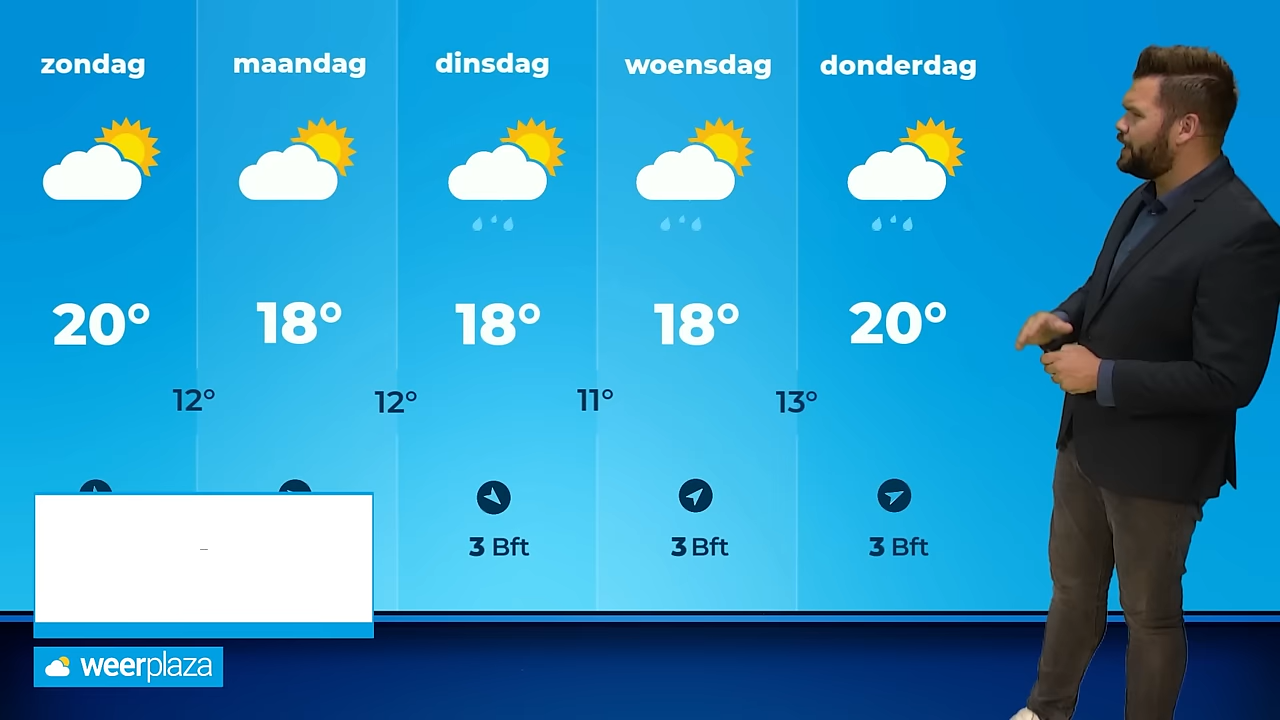 zondag maandag dinsdag woensdag donderdag
20° 18° 18° 18° 20°
12° 12° 11° 13°
3 Bft 3 Bft 3 Bft
weerplaza